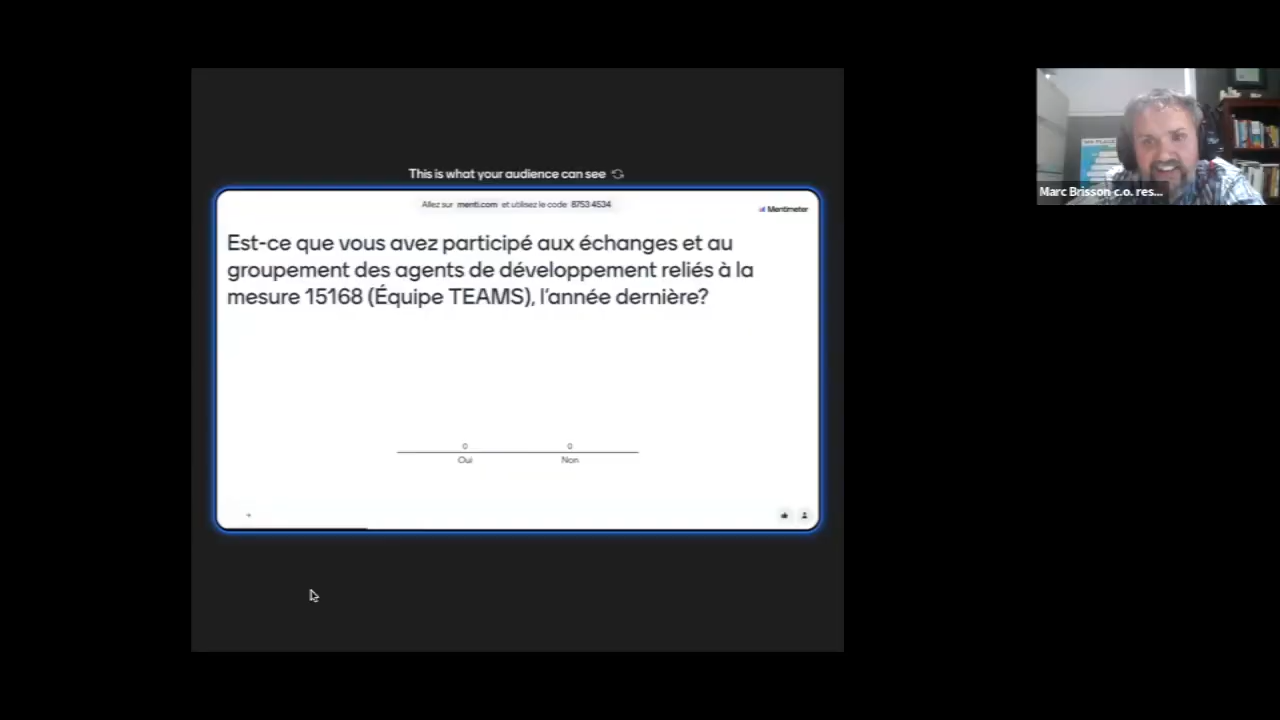 This is what your audience can see
Allez sur menti.com et utilisez le code 8753 4534
Mentimeter
Est-ce que vous avez participé aux échanges et au
groupement des agents de développement reliés à la
mesure 15168 (Équipe TEAMS), l'année dernière?
0 0
Oui Non
Marc Brisson c.o. res...